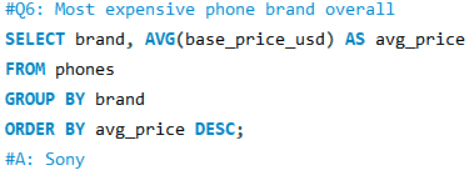 #Q6: Most expensive phone brand overall
SELECT brand, AVG(base_price_usd) AS avg_price
FROM phones
GROUP BY brand
ORDER BY avg_price DESC;
#A: Sony